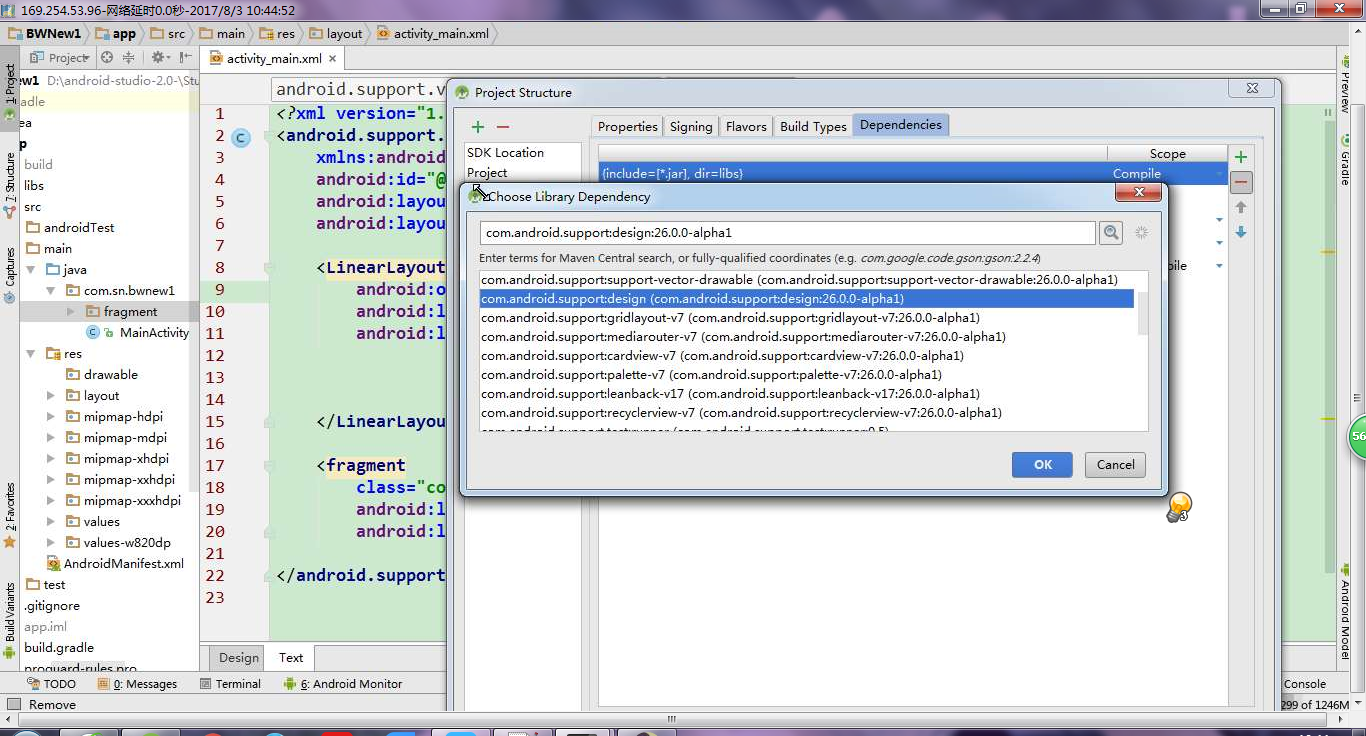 169.254.53.96-网络延时0.0秒-2017/8/3 10:44:52
BWNew1 app src main res layout activity_main.xml
Project
activity_main.xml ×
ew1 D:\android-studio-2.0-\Stu
adle
ea
p
build
libs
src
androidTest
main
java
com.sn.bwnew1
fragment
MainActivity
res
drawable
layout
mipmap-hdpi
mipmap-mdpi
mipmap-xhdpi
mipmap-xxhdpi
mipmap-xxxhdpi
values
values-w820dp
AndroidManifest.xml
test
.gitignore
app.iml
build.gradle
proguard-rules.pro
1: Project
7: Structure
Captures
2: Favorites
Build Variants
android.support.v
1 <?xml version="1.
2 <android.support.
3 xmlns:android
4 android:id="@
5 android:layou
6 android:layou
7
8 <LinearLayout
9 android:o
10 android:l
11 android:l
12
13
14
15 </LinearLayou
16
17 <fragment
18 class="co
19 android:l
20 android:l
21
22 </android.support
23
Design Text
Project Structure
SDK Location
Project
Properties Signing Flavors Build Types Dependencies
Scope
{include=[*.jar], dir=libs} Compile
Choose Library Dependency
com.android.support:design:26.0.0-alpha1
Enter terms for Maven Central search, or fully-qualified coordinates (e.g. com.google.code.gson:gson:2.2.4)
com.android.support:support-vector-drawable (com.android.support:support-vector-drawable:26.0.0-alpha1)
com.android.support:design (com.android.support:design:26.0.0-alpha1)
com.android.support:gridlayout-v7 (com.android.support:gridlayout-v7:26.0.0-alpha1)
com.android.support:mediarouter-v7 (com.android.support:mediarouter-v7:26.0.0-alpha1)
com.android.support:cardview-v7 (com.android.support:cardview-v7:26.0.0-alpha1)
com.android.support:palette-v7 (com.android.support:palette-v7:26.0.0-alpha1)
com.android.support:leanback-v17 (com.android.support:leanback-v17:26.0.0-alpha1)
com.android.support:recyclerview-v7 (com.android.support:recyclerview-v7:26.0.0-alpha1)
OK Cancel
ile
3
56
Preview
Gradle
Android Model
TODO 0: Messages Terminal 6: Android Monitor
Console
Remove
299 of 1246M